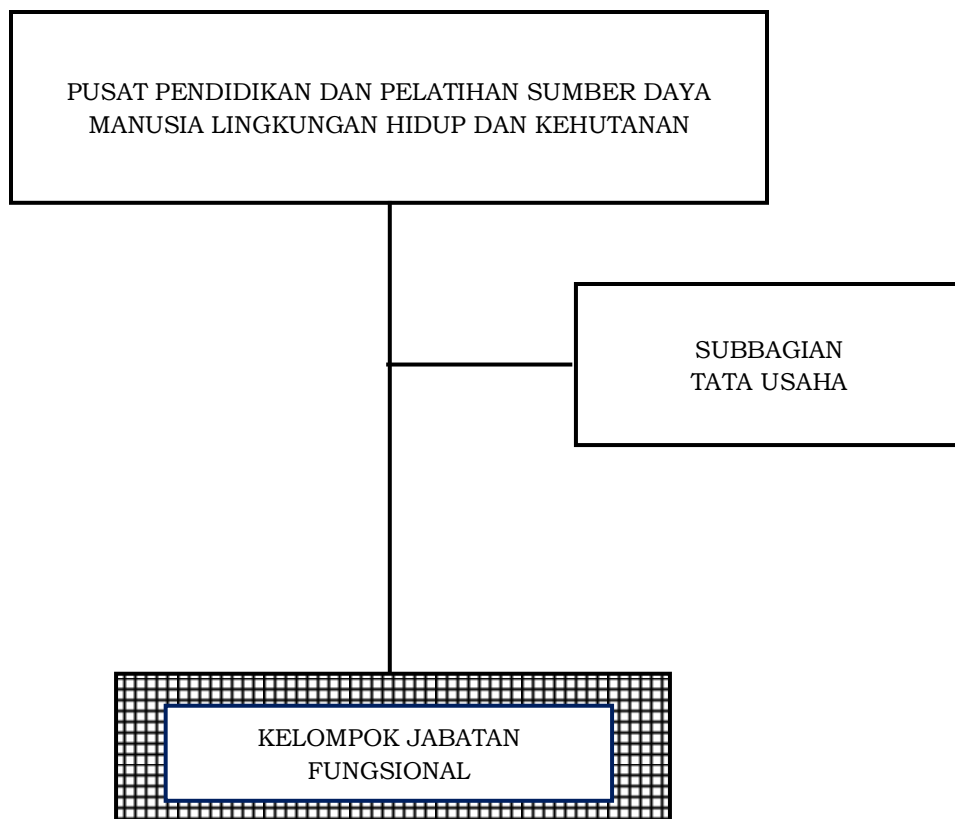 PUSAT PENDIDIKAN DAN PELATIHAN SUMBER DAYA
MANUSIA LINGKUNGAN HIDUP DAN KEHUTANAN
SUBBAGIAN
TATA USAHA
KELOMPOK JABATAN
FUNGSIONAL